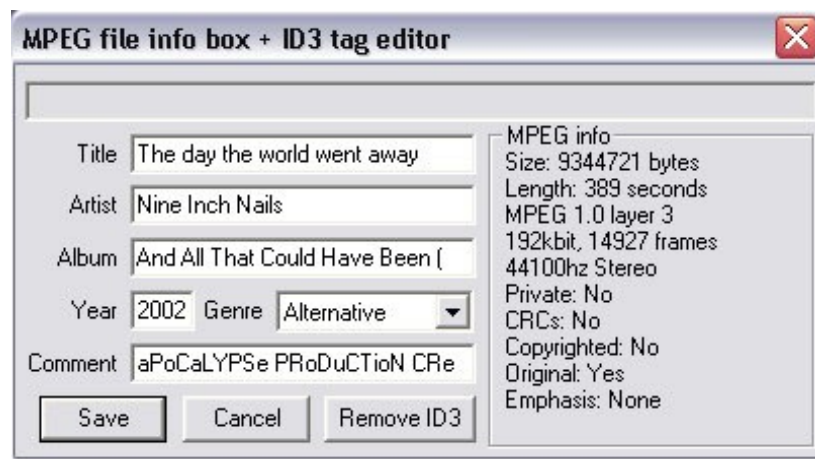 MPEG file info box + ID3 tag editor
Title The day the world went away
Artist Nine Inch Nails
Album And All That Could Have Been (
Year 2002 Genre Alternative
Comment aPoCaLYPSe PRoDuCTioN CRe
Save Cancel Remove ID3
MPEG info
Size: 9344721 bytes
Length: 389 seconds
MPEG 1.0 layer 3
192kbit, 14927 frames
44100hz Stereo
Private: No
CRCs: No
Copyrighted: No
Original: Yes
Emphasis: None